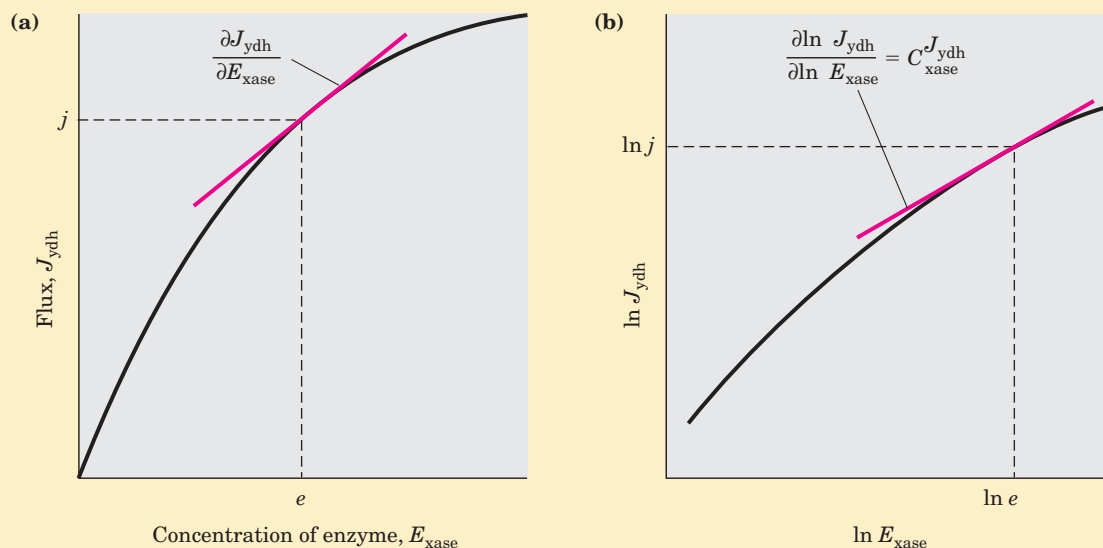 (a)
∂J_ydh
∂E_xase
j
Flux, J_ydh
e
Concentration of enzyme, E_xase
(b)
∂ln J_ydh
∂ln E_xase = C^J_ydh_xase
ln j
ln J_ydh
ln e
ln E_xase